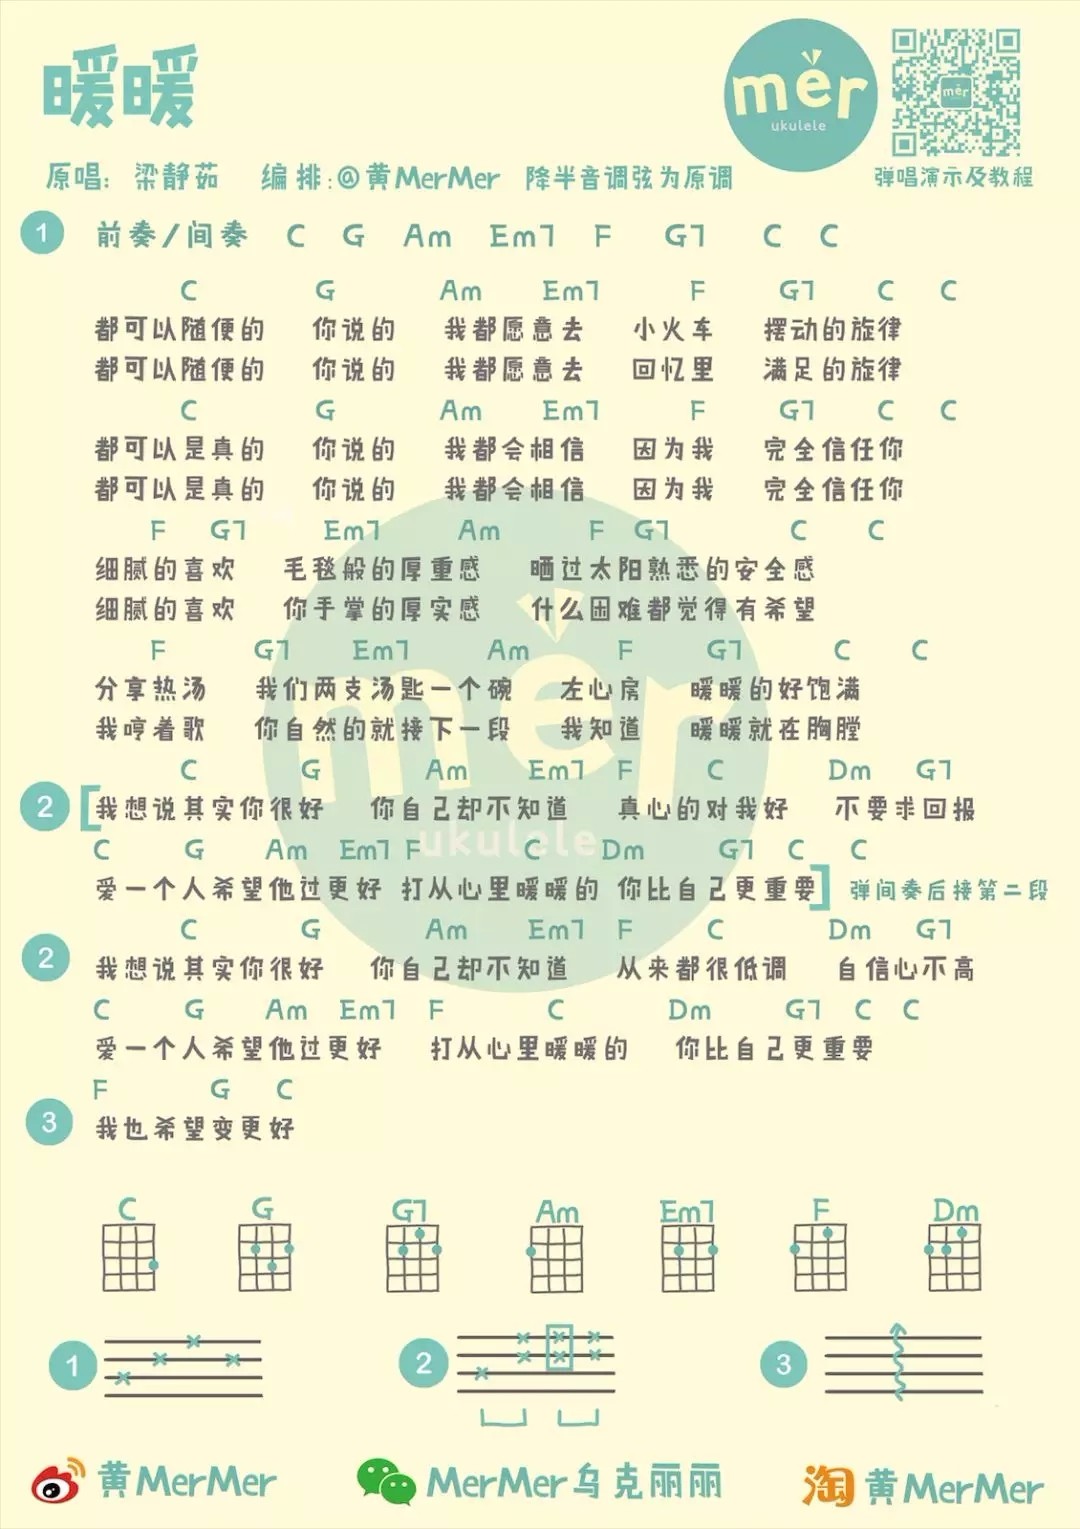 暖暖
mer
ukulele
mer
原唱: 梁静茹 编排:@黄MerMer 降半音调弦为原调
弹唱演示及教程
1 前奏/间奏 C G Am Em7 F G7 C C
C G Am Em7 F G7 C C
都可以随便的 你说的 我都愿意去 小火车 摆动的旋律
都可以随便的 你说的 我都愿意去 回忆里 满足的旋律
C G Am Em7 F G7 C C
都可以是真的 你说的 我都会相信 因为我 完全信任你
都可以是真的 你说的 我都会相信 因为我 完全信任你
F G7 Em7 Am F G7 C C
细腻的喜欢 毛毯般的厚重感 晒过太阳熟悉的安全感
细腻的喜欢 你手掌的厚实感 什么困难都觉得有希望
F G7 Em7 Am F G7 C C
分享热汤 我们两支汤匙一个碗 左心房 暖暖的好饱满
我哼着歌 你自然的就接下一段 我知道 暖暖就在胸膛
mer
C G Am Em7 F C Dm G7
2 [我想说其实你很好 你自己却不知道 真心的对我好 不要求回报
ukulele
C G Am Em7 F C Dm G7 C C
爱一个人希望他过更好 打从心里暖暖的 你比自己更重要] 弹间奏后接第二段
C G Am Em7 F C Dm G7
2 我想说其实你很好 你自己却不知道 从来都很低调 自信心不高
C G Am Em7 F C Dm G7 C C
爱一个人希望他过更好 打从心里暖暖的 你比自己更重要
F G C
3 我也希望变更好
C G G7 Am Em7 F Dm
1 2 3
黄MerMer MerMer乌克丽丽 淘 黄MerMer